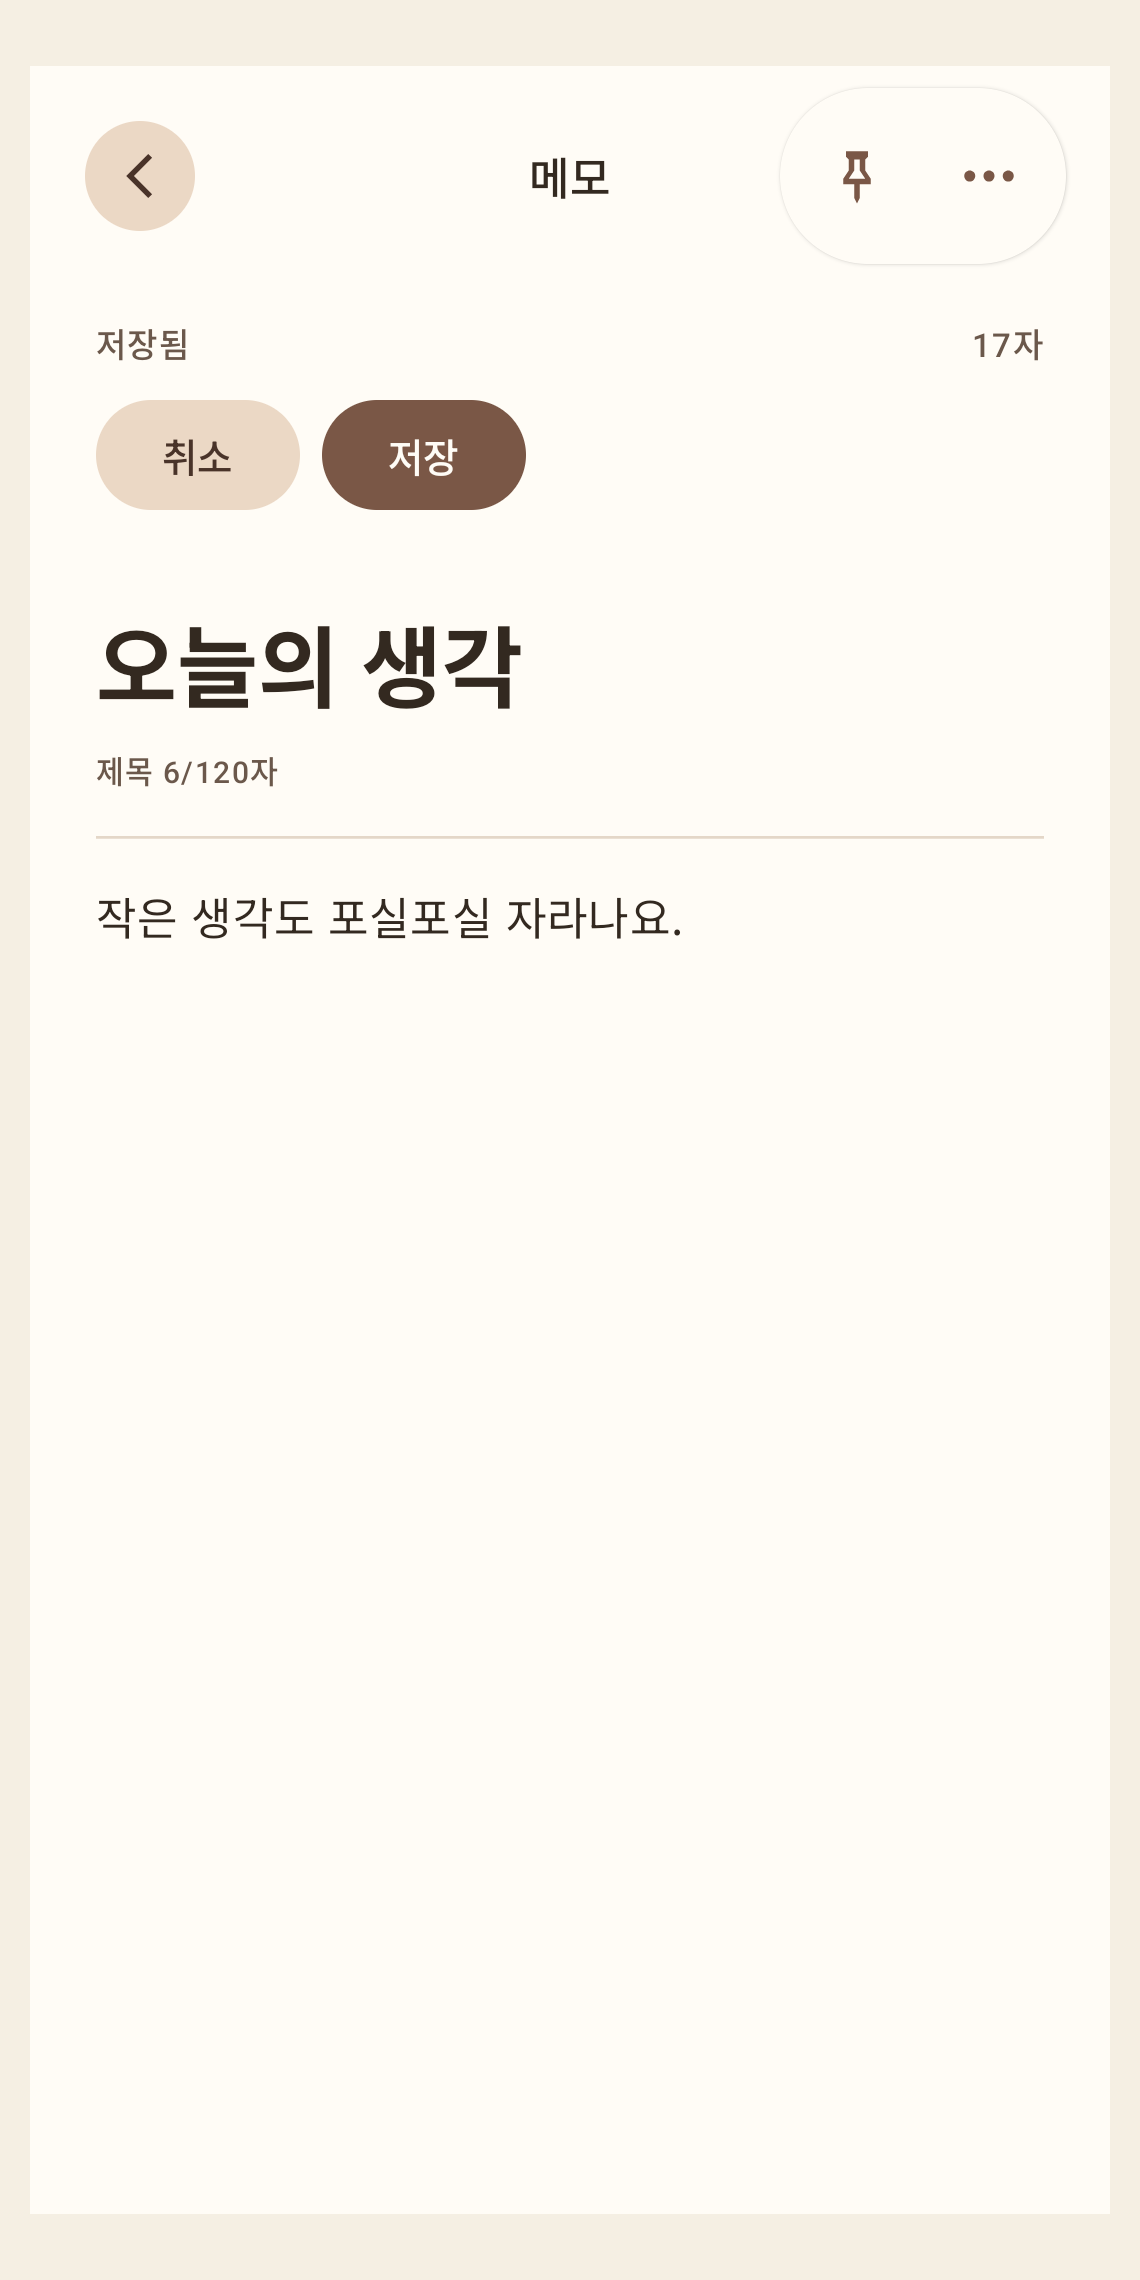 메모
저장됨 17자
취소 저장
오늘의 생각
제목 6/120자
작은 생각도 포실포실 자라나요.